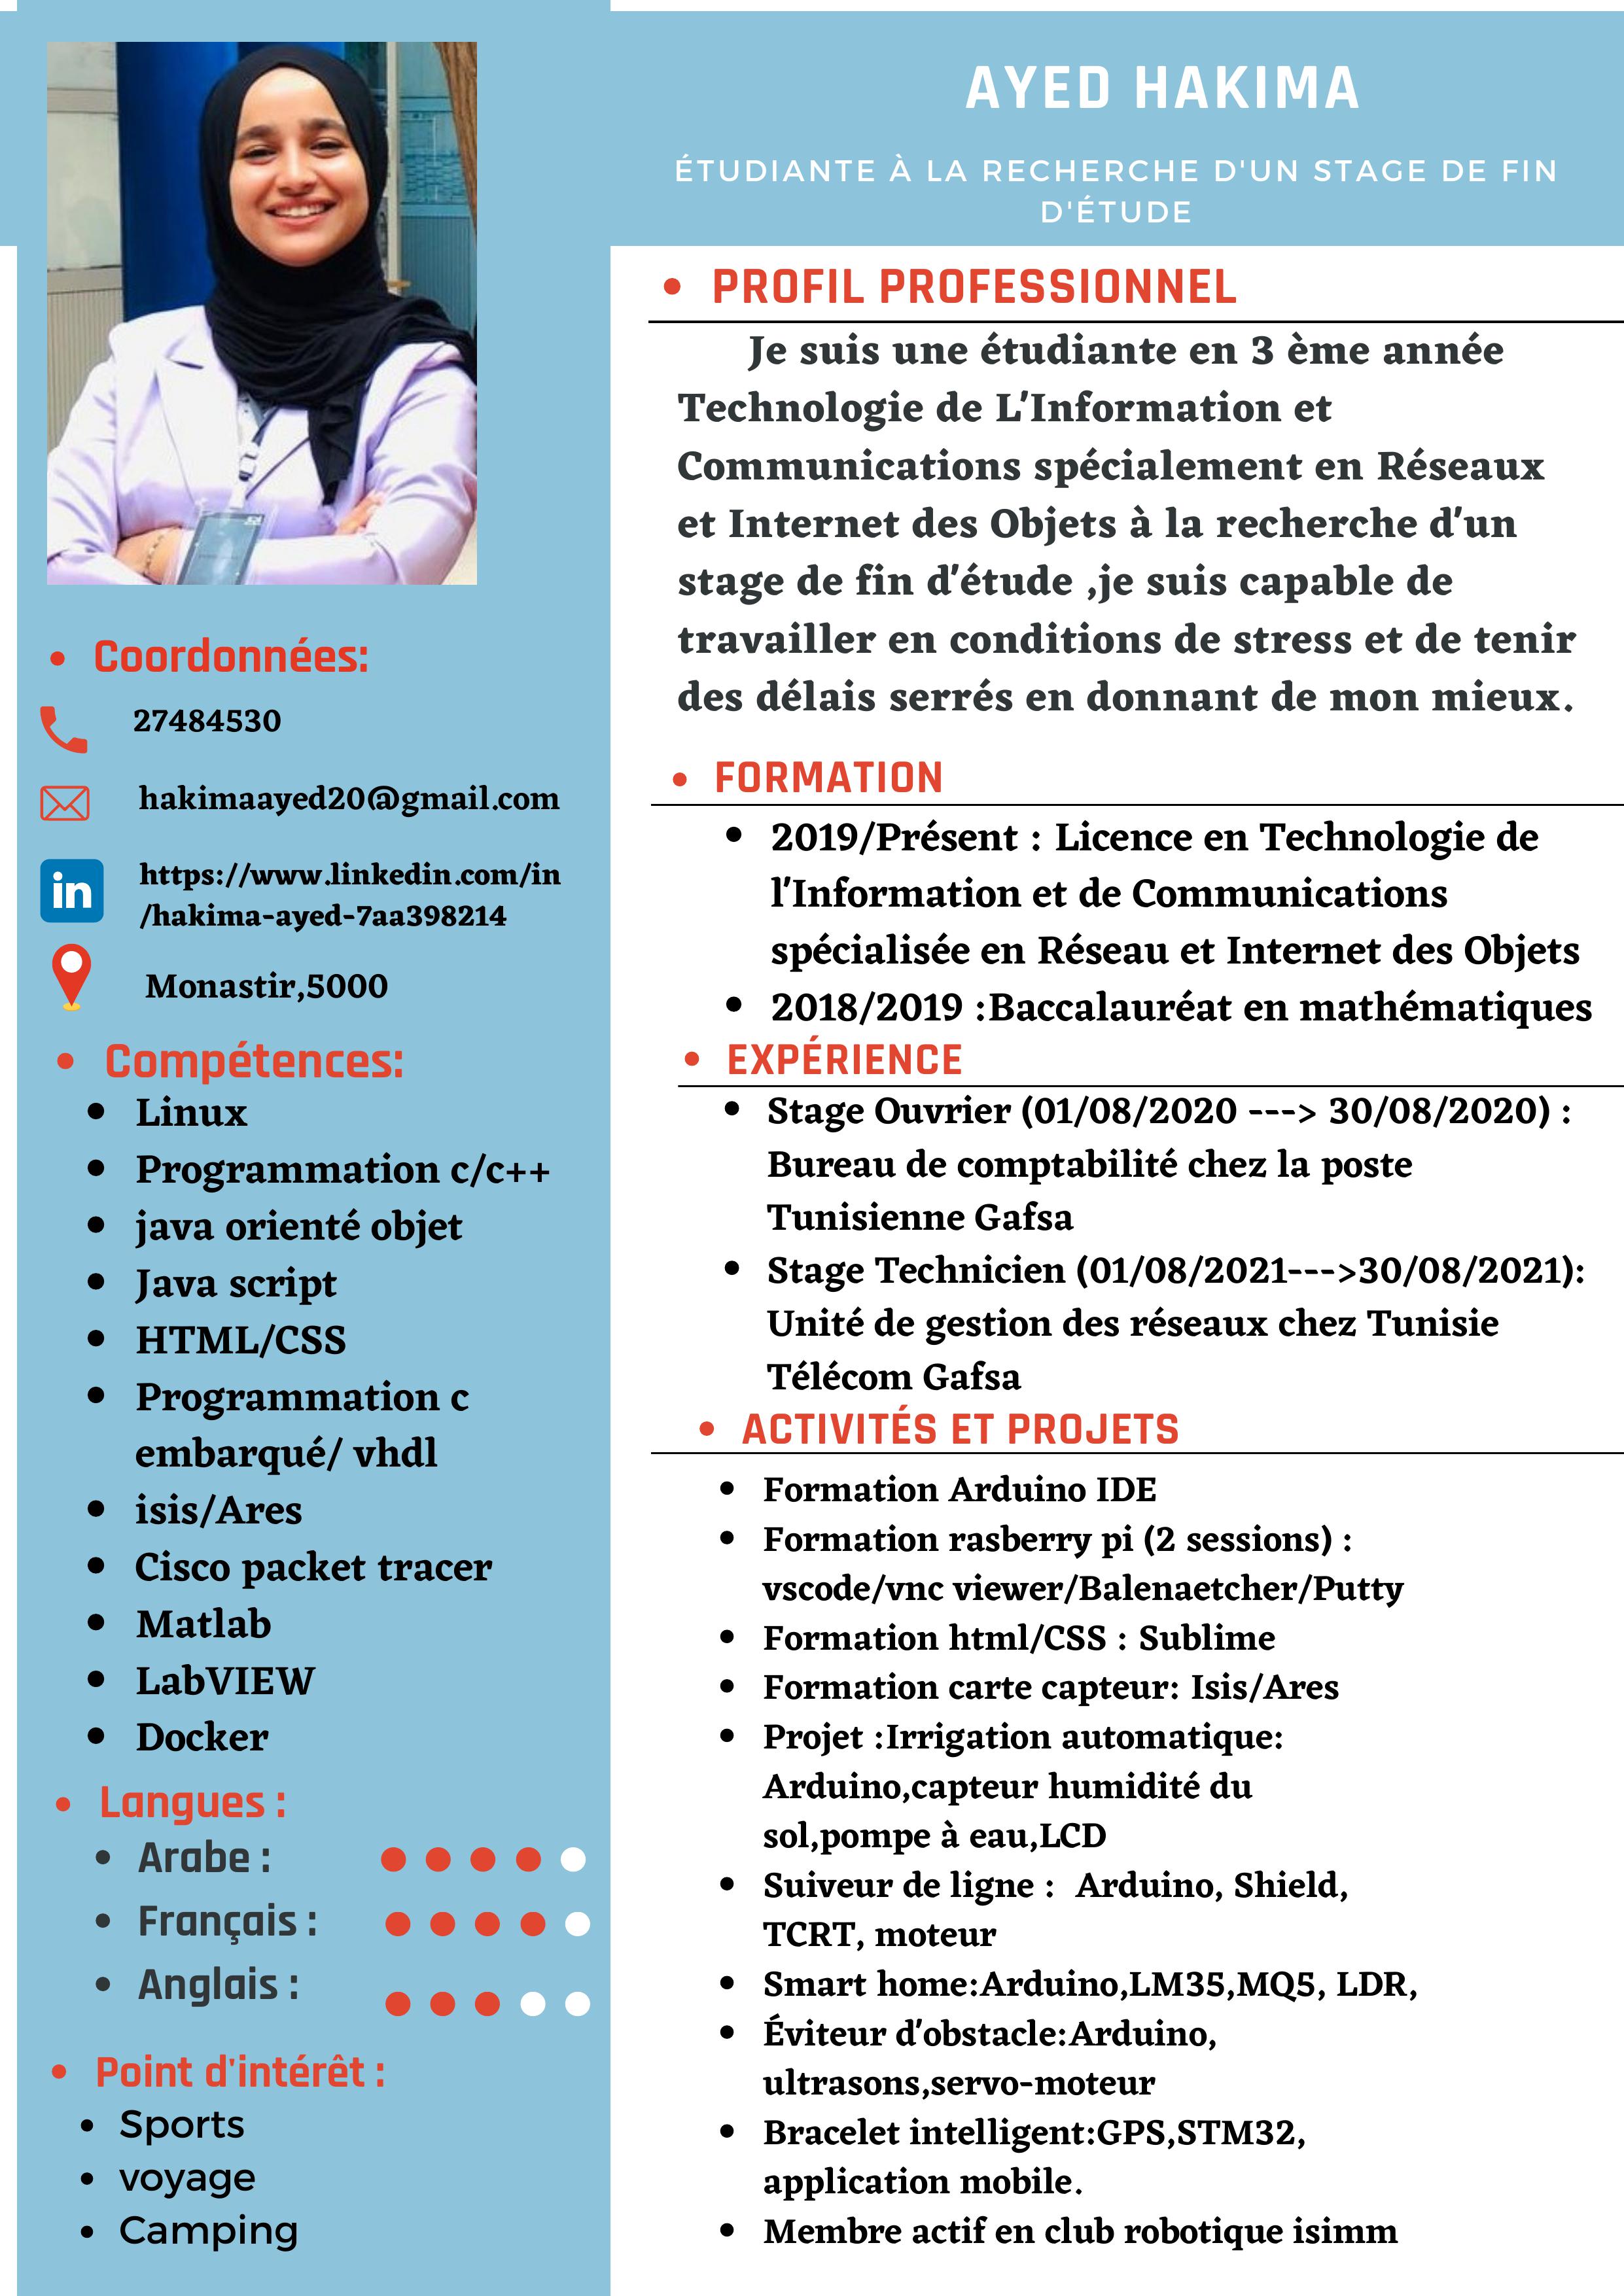 AYED HAKIMA
ÉTUDIANTE À LA RECHERCHE D'UN STAGE DE FIN
D'ÉTUDE
Coordonnées:
27484530
hakimaayed20@gmail.com
https://www.linkedin.com/in
/hakima-ayed-7aa398214
Monastir,5000
Compétences:
Linux
Programmation c/c++
java orienté objet
Java script
HTML/CSS
Programmation c
embarqué/ vhdl
isis/Ares
Cisco packet tracer
Matlab
LabVIEW
Docker
Langues :
Arabe :
Français :
Anglais :
Point d'intérêt :
Sports
voyage
Camping
PROFIL PROFESSIONNEL
Je suis une étudiante en 3 ème année
Technologie de L'Information et
Communications spécialement en Réseaux
et Internet des Objets à la recherche d'un
stage de fin d'étude ,je suis capable de
travailler en conditions de stress et de tenir
des délais serrés en donnant de mon mieux.
FORMATION
2019/Présent : Licence en Technologie de
l'Information et de Communications
spécialisée en Réseau et Internet des Objets
2018/2019 :Baccalauréat en mathématiques
EXPÉRIENCE
Stage Ouvrier (01/08/2020 ---> 30/08/2020) :
Bureau de comptabilité chez la poste
Tunisienne Gafsa
Stage Technicien (01/08/2021--->30/08/2021):
Unité de gestion des réseaux chez Tunisie
Télécom Gafsa
ACTIVITÉS ET PROJETS
Formation Arduino IDE
Formation rasberry pi (2 sessions) :
vscode/vnc viewer/Balenaetcher/Putty
Formation html/CSS : Sublime
Formation carte capteur: Isis/Ares
Projet :Irrigation automatique:
Arduino,capteur humidité du
sol,pompe à eau,LCD
Suiveur de ligne :  Arduino, Shield,
TCRT, moteur
Smart home:Arduino,LM35,MQ5, LDR,
Éviteur d'obstacle:Arduino,
ultrasons,servo-moteur
Bracelet intelligent:GPS,STM32,
application mobile.
Membre actif en club robotique isimm